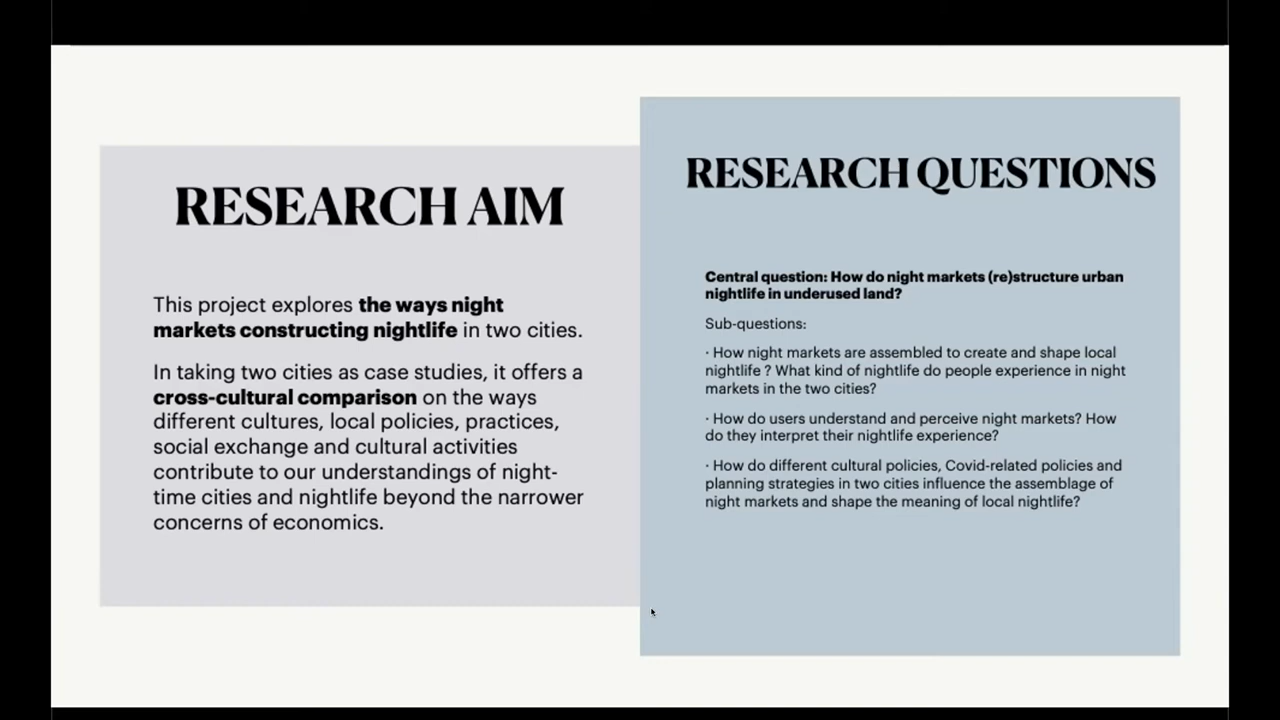 RESEARCH AIM
This project explores the ways night
markets constructing nightlife in two cities.
In taking two cities as case studies, it offers a
cross-cultural comparison on the ways
different cultures, local policies, practices,
social exchange and cultural activities
contribute to our understandings of night-
time cities and nightlife beyond the narrower
concerns of economics.
RESEARCH QUESTIONS
Central question: How do night markets (re)structure urban
nightlife in underused land?
Sub-questions:
· How night markets are assembled to create and shape local
nightlife ? What kind of nightlife do people experience in night
markets in the two cities?
· How do users understand and perceive night markets? How
do they interpret their nightlife experience?
· How do different cultural policies, Covid-related policies and
planning strategies in two cities influence the assemblage of
night markets and shape the meaning of local nightlife?